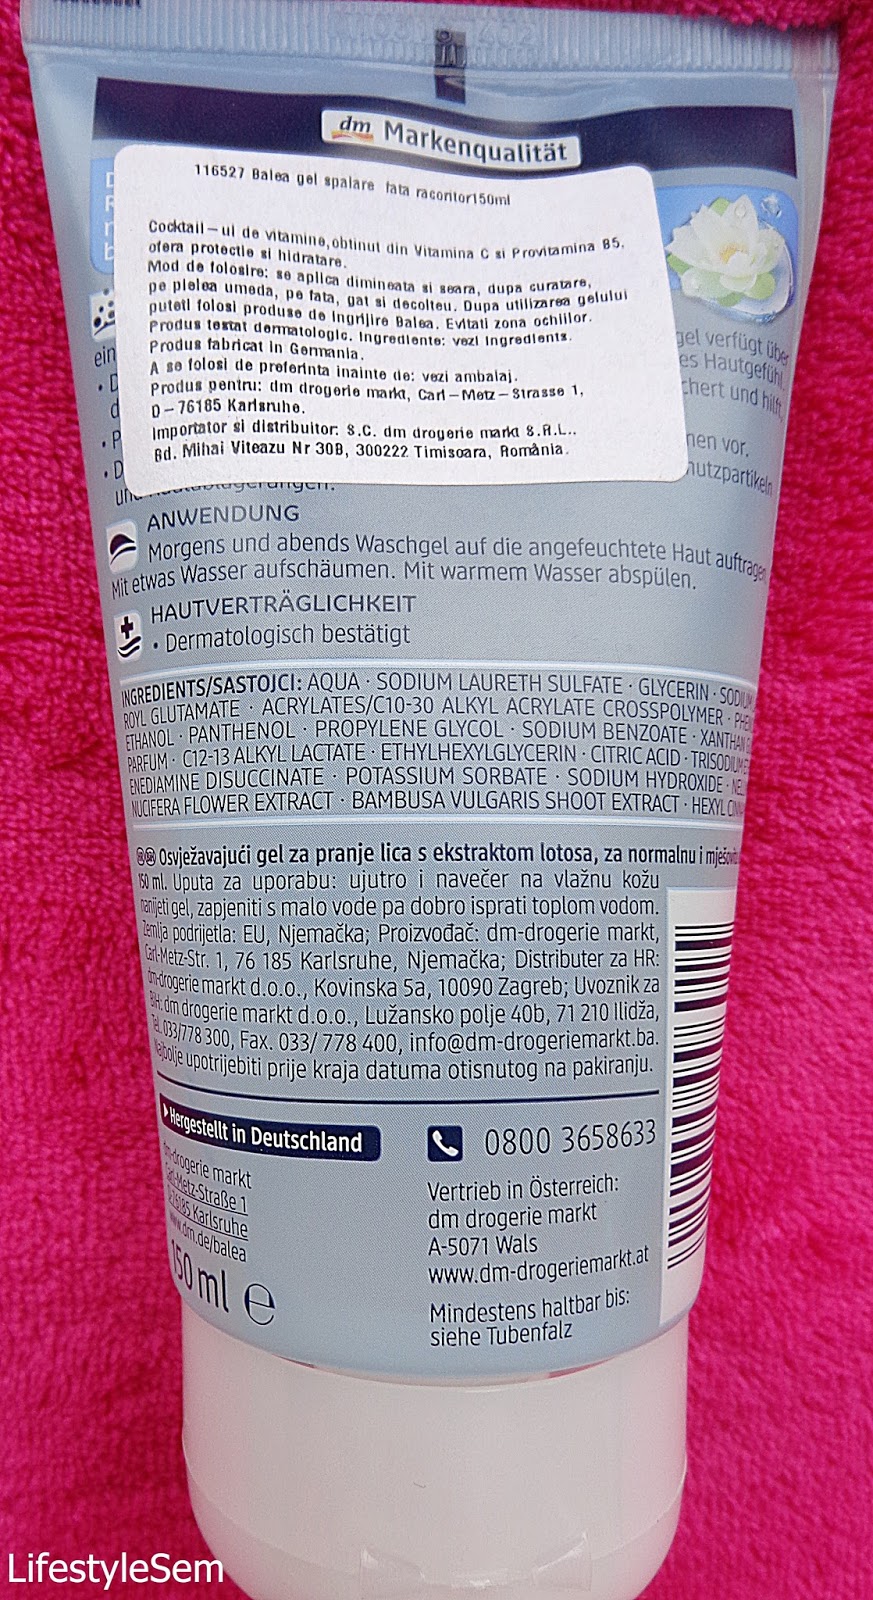 dm Markenqualität
116527 Balea gel spalare fata racoritor150ml
Cocktail-ul de vitamine,obtinut din Vitamina C si Provitamina B5,
ofera protectie si hidratare.
Mod de folosire: se aplica dimineata si seara, dupa curatare,
pe pielea umeda, pe fata, gat si decolteu. Dupa utilizarea gelului
puteti folosi produse de ingrijire Balea. Evitati zona ochilor.
Produs testat dermatologic. Ingrediente: vezi Ingredients.
Produs fabricat in Germania.
A se folosi de preferinta inainte de: vezi ambalaj.
Produs pentru: dm drogerie markt, Carl-Metz-Strasse 1,
D-76185 Karlsruhe.
Importator si distribuitor: S.C. dm drogerie markt S.R.L..
Bd. Mihai Viteazu Nr 30B, 300222 Timisoara, România.
gel verfügt über
es Hautgefühl
chert und hilft,
nen vor.
hutzpartikeln
ein
ANWENDUNG
Morgens und abends Waschgel auf die angefeuchtete Haut auftragen
Mit etwas Wasser aufschäumen. Mit warmem Wasser abspülen.
HAUTVERTRÄGLICHKEIT
• Dermatologisch bestätigt
INGREDIENTS/SASTOJCI: AQUA · SODIUM LAURETH SULFATE · GLYCERIN · SODIUM
ROYL GLUTAMATE · ACRYLATES/C10-30 ALKYL ACRYLATE CROSSPOLYMER · PHEN
ETHANOL · PANTHENOL · PROPYLENE GLYCOL · SODIUM BENZOATE · XANTHAN
PARFUM · C12-13 ALKYL LACTATE · ETHYLHEXYLGLYCERIN · CITRIC ACID · TRISODIUM
ENEDIAMINE DISUCCINATE · POTASSIUM SORBATE · SODIUM HYDROXIDE ·
NUCIFERA FLOWER EXTRACT · BAMBUSA VULGARIS SHOOT EXTRACT · HEXYL
Osvježavajući gel za pranje lica s ekstraktom lotosa, za normalnu i mješovitu
150 ml. Uputa za uporabu: ujutro i navečer na vlažnu kožu
nanijeti gel, zapjeniti s malo vode pa dobro isprati toplom vodom.
Zemlja podrijetla: EU, Njemačka; Proizvođač: dm-drogerie markt,
Carl-Metz-Str. 1, 76 185 Karlsruhe, Njemačka; Distributer za HR:
dm-drogerie markt d.o.o., Kovinska 5a, 10090 Zagreb; Uvoznik za
BIH: dm drogerie markt d.o.o., Lužansko polje 40b, 71 210 Ilidža,
Tel. 033/778 300, Fax. 033/ 778 400, info@dm-drogeriemarkt.ba.
Najbolje upotrijebiti prije kraja datuma otisnutog na pakiranju.
Hergestellt in Deutschland
dm-drogerie markt
Carl-Metz-Straße 1
D-76185 Karlsruhe
www.dm.de/balea
150 ml ℮
0800 3658633
Vertrieb in Österreich:
dm drogerie markt
A-5071 Wals
www.dm-drogeriemarkt.at
Mindestens haltbar bis:
siehe Tubenfalz
LifestyleSem